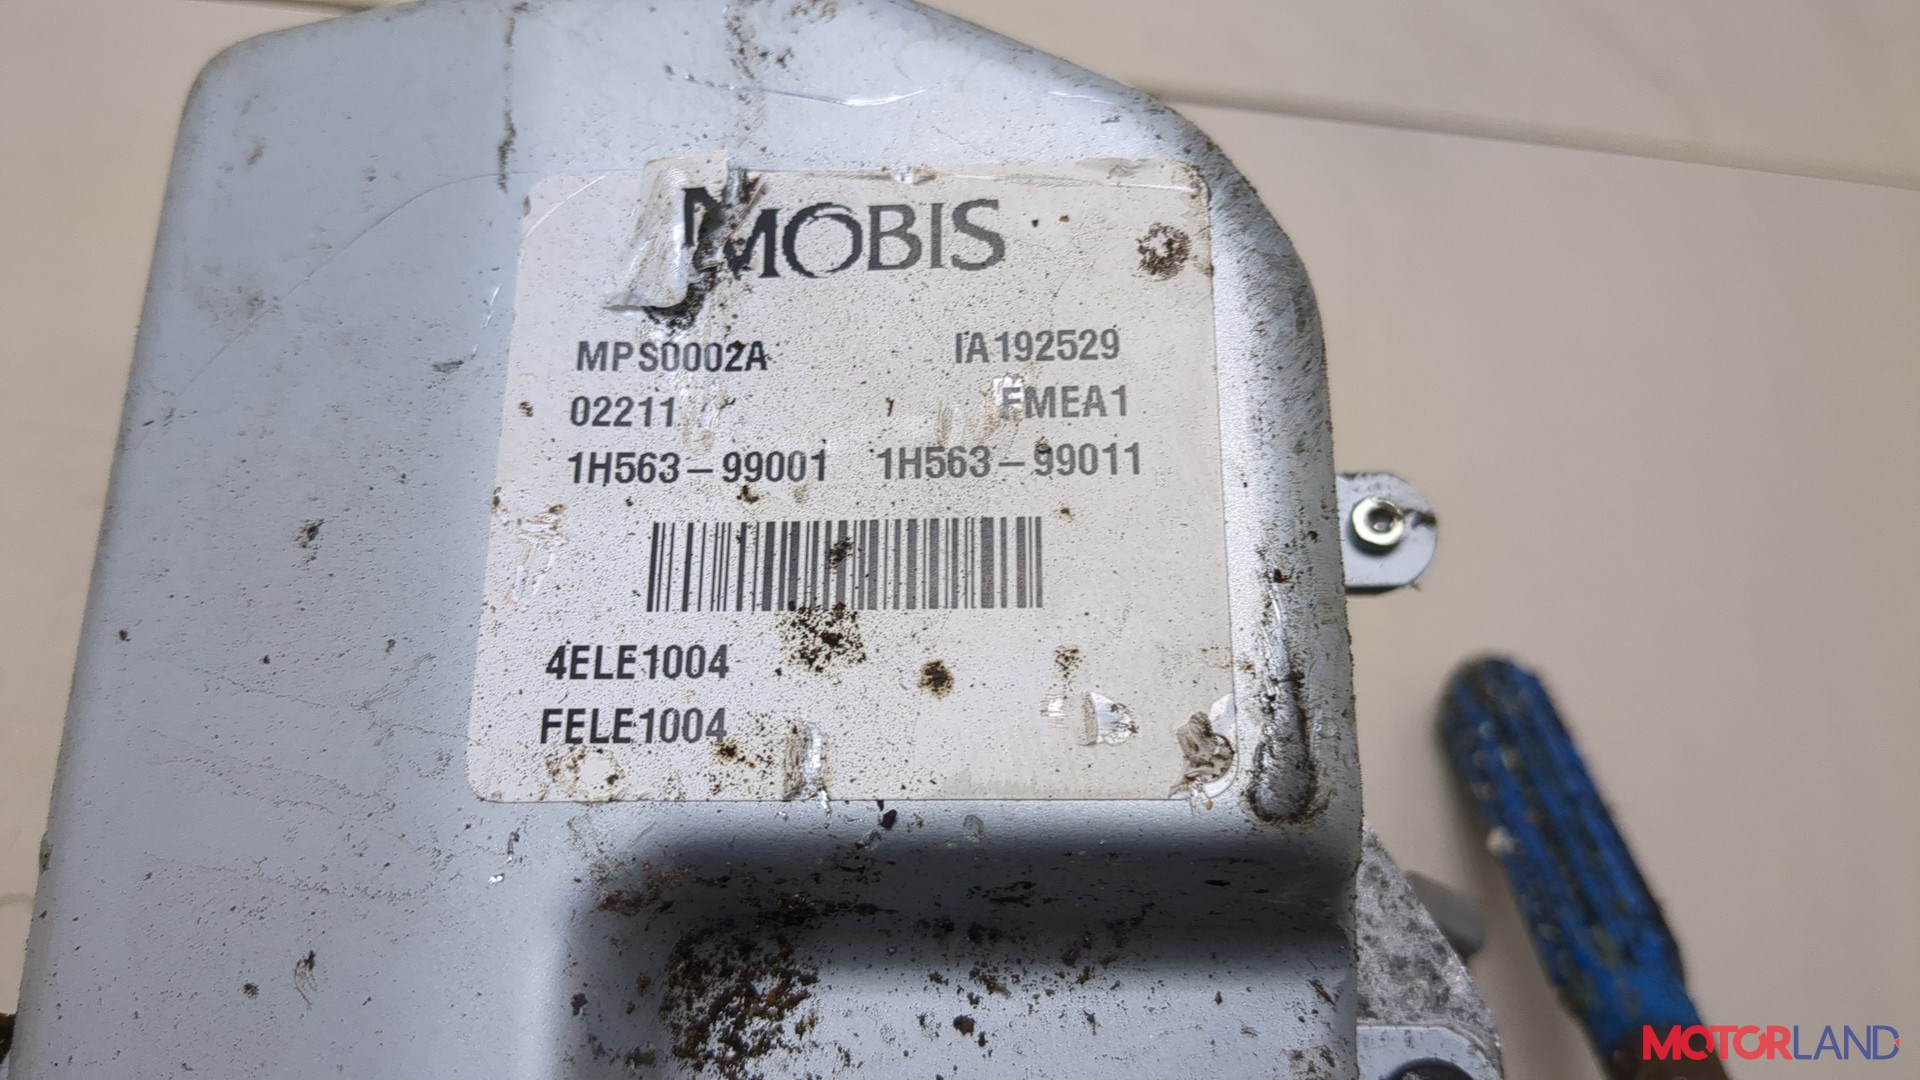 MOBIS
MPS0002A IA192529
02211 FMEA1
1H563-99001 1H563-99011
4ELE1004
FELE1004
MOTORLAND